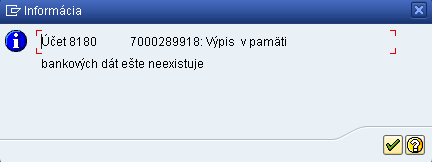 Informácia
Účet 8180 7000289918: Výpis v pamäti
bankových dát ešte neexistuje